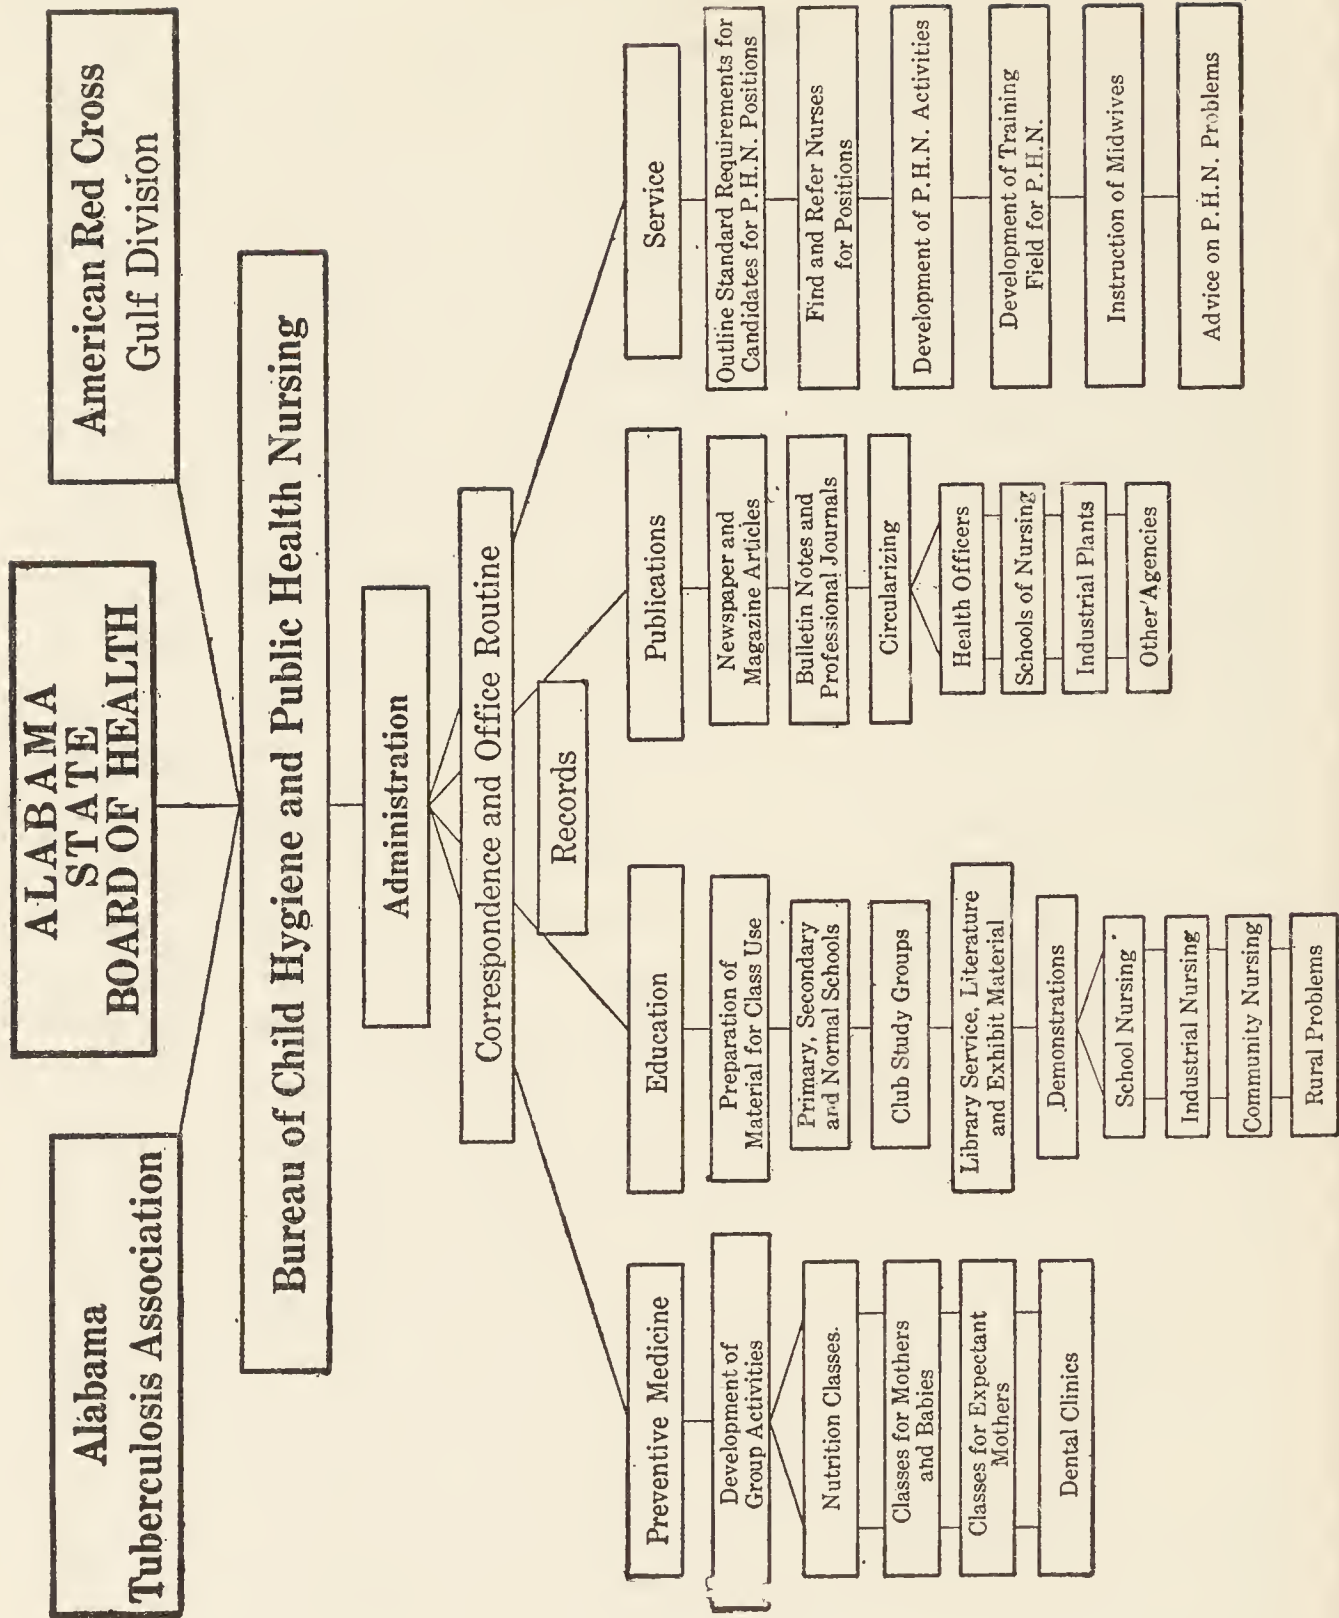 ALABAMA
STATE
BOARD OF HEALTH
Alabama
Tuberculosis Association
American Red Cross
Gulf Division
Bureau of Child Hygiene and Public Health Nursing
Administration
Correspondence and Office Routine
Records
Preventive Medicine
Development of
Group Activities
Nutrition Classes.
Classes for Mothers
and Babies
Classes for Expectant
Mothers
Dental Clinics
Education
Preparation of
Material for Class Use
Primary, Secondary
and Normal Schools
Club Study Groups
Library Service, Literature
and Exhibit Material
Demonstrations
School Nursing
Industrial Nursing
Community Nursing
Rural Problems
Publications
Newspaper and
Magazine Articles
Bulletin Notes and
Professional Journals
Circularizing
Health Officers
Schools of Nursing
Industrial Plants
Other Agencies
Service
Outline Standard Requirements for
Candidates for P.H.N. Positions
Find and Refer Nurses
for Positions
Development of P.H.N. Activities
Development of Training
Field for P.H.N.
Instruction of Midwives
Advice on P.H.N. Problems